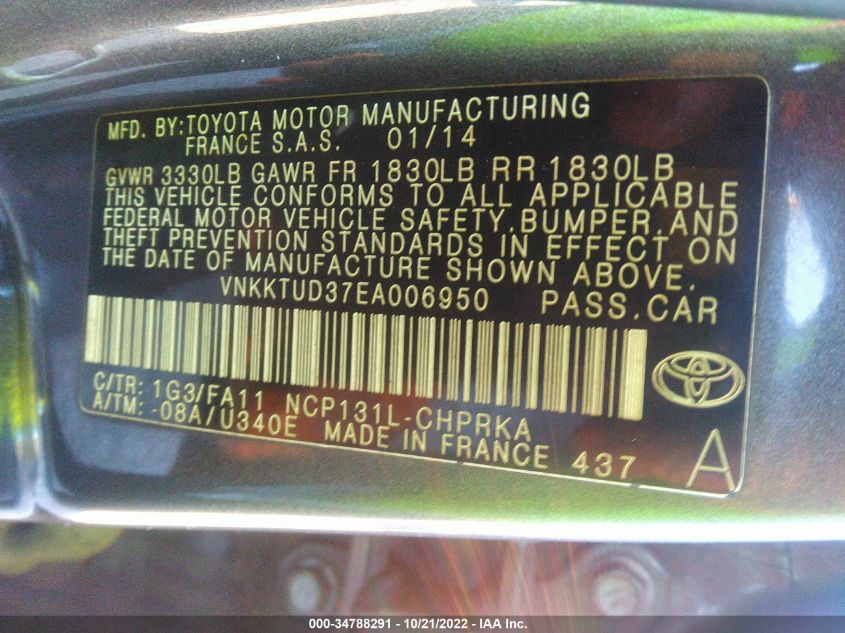 MFD. BY:TOYOTA MOTOR MANUFACTURING
FRANCE S.A.S. 01/14
GVWR 3330LB GAWR FR 1830LB RR 1830LB
THIS VEHICLE CONFORMS TO ALL APPLICABLE
FEDERAL MOTOR VEHICLE SAFETY,BUMPER,AND
THEFT PREVENTION STANDARDS IN EFFECT ON
THE DATE OF MANUFACTURE SHOWN ABOVE.
VNKKTUD37EA006950 PASS.CAR
C/TR: 1G3/FA11 NCP131L-CHPRKA
A/TM: -08A/U340E MADE IN FRANCE 437
A
000-34788291 - 10/21/2022 - IAA Inc.